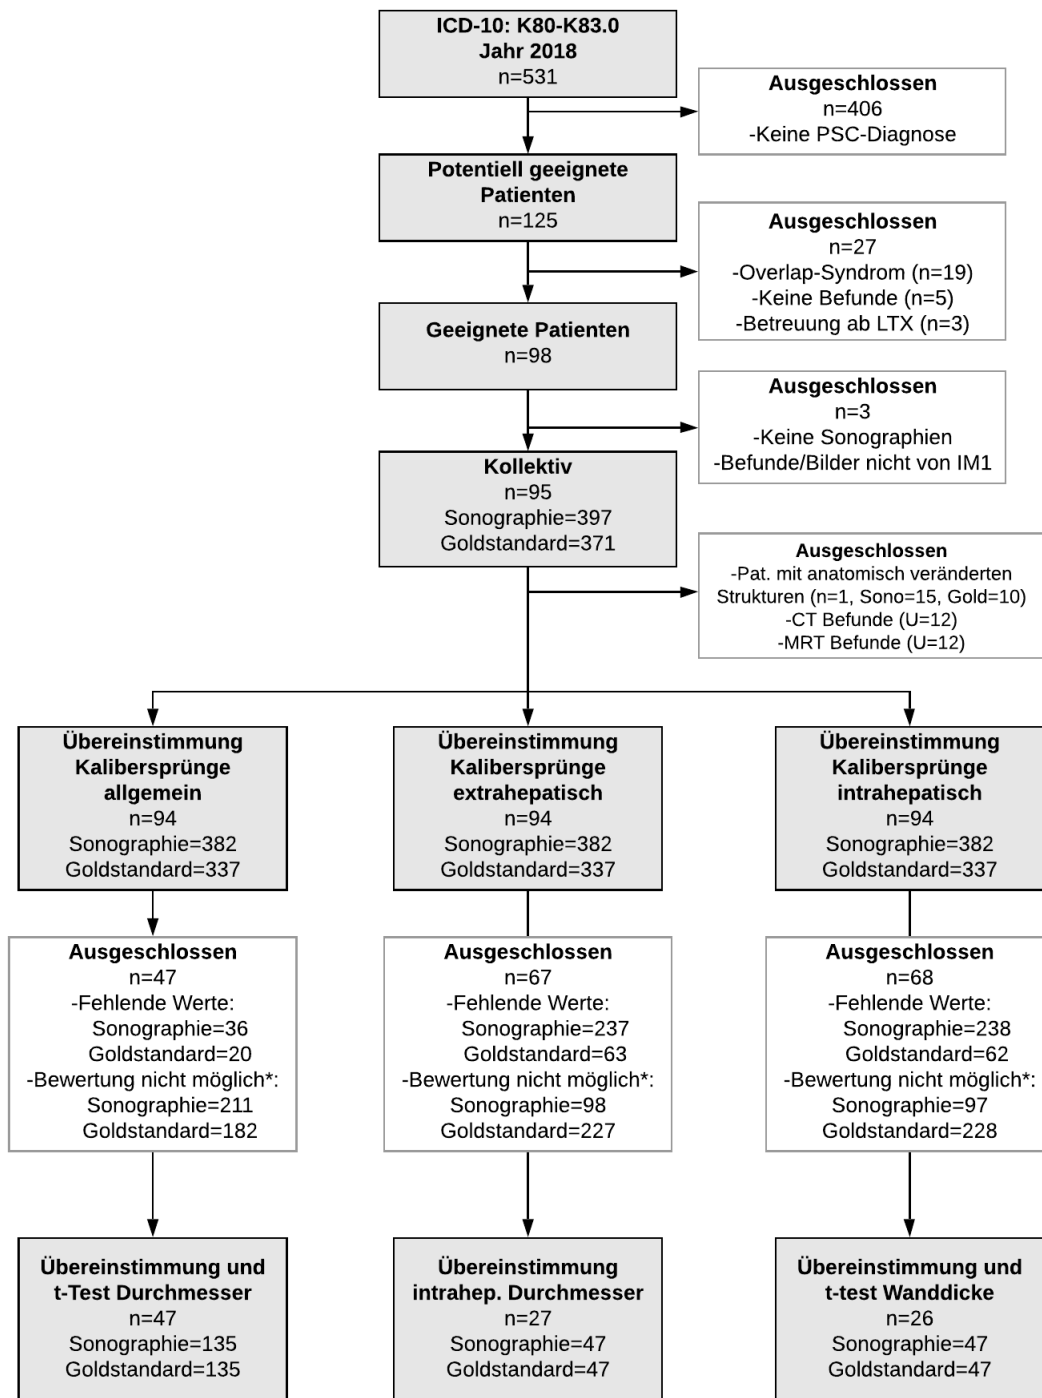 ICD-10: K80-K83.0
Jahr 2018
n=531
Ausgeschlossen
n=406
-Keine PSC-Diagnose
Potentiell geeignete
Patienten
n=125
Ausgeschlossen
n=27
-Overlap-Syndrom (n=19)
-Keine Befunde (n=5)
-Betreuung ab LTX (n=3)
Geeignete Patienten
n=98
Ausgeschlossen
n=3
-Keine Sonographien
-Befunde/Bilder nicht von IM1
Kollektiv
n=95
Sonographie=397
Goldstandard=371
Ausgeschlossen
-Pat. mit anatomisch veränderten
Strukturen (n=1, Sono=15, Gold=10)
-CT Befunde (U=12)
-MRT Befunde (U=12)
Übereinstimmung
Kalibersprünge
allgemein
n=94
Sonographie=382
Goldstandard=337
Übereinstimmung
Kalibersprünge
extrahepatisch
n=94
Sonographie=382
Goldstandard=337
Übereinstimmung
Kalibersprünge
intrahepatisch
n=94
Sonographie=382
Goldstandard=337
Ausgeschlossen
n=47
-Fehlende Werte:
Sonographie=36
Goldstandard=20
-Bewertung nicht möglich*:
Sonographie=211
Goldstandard=182
Ausgeschlossen
n=67
-Fehlende Werte:
Sonographie=237
Goldstandard=63
-Bewertung nicht möglich*:
Sonographie=98
Goldstandard=227
Ausgeschlossen
n=68
-Fehlende Werte:
Sonographie=238
Goldstandard=62
-Bewertung nicht möglich*:
Sonographie=97
Goldstandard=228
Übereinstimmung und
t-Test Durchmesser
n=47
Sonographie=135
Goldstandard=135
Übereinstimmung
intrahep. Durchmesser
n=27
Sonographie=47
Goldstandard=47
Übereinstimmung und
t-test Wanddicke
n=26
Sonographie=47
Goldstandard=47